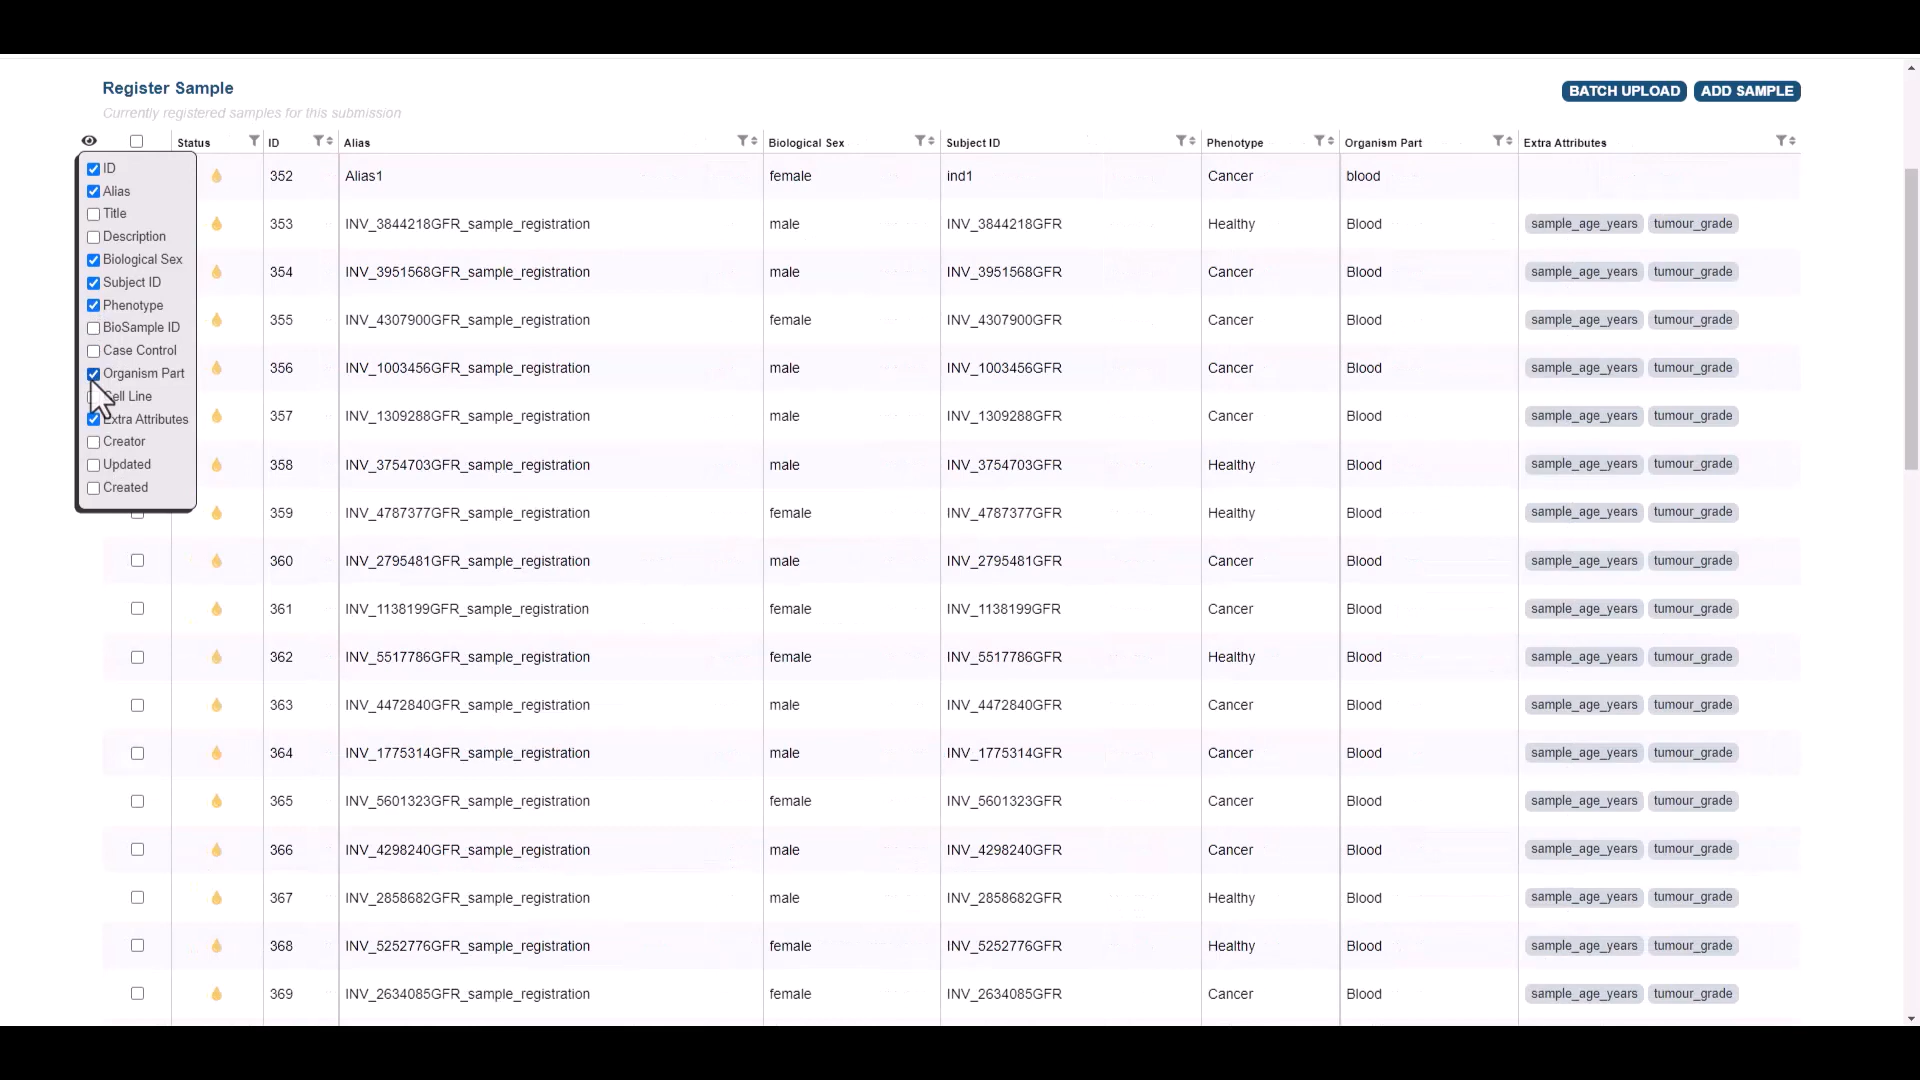 Register Sample
BATCH UPLOAD ADD SAMPLE
Currently registered samples for this submission
Status ID Alias Biological Sex Subject ID Phenotype Organism Part Extra Attributes
ID
Alias
Title
Description
Biological Sex
Subject ID
Phenotype
BioSample ID
Case Control
Organism Part
Cell Line
Extra Attributes
Creator
Updated
Created
352 Alias1 female ind1 Cancer blood
353 INV_3844218GFR_sample_registration male INV_3844218GFR Healthy Blood sample_age_years tumour_grade
354 INV_3951568GFR_sample_registration male INV_3951568GFR Cancer Blood sample_age_years tumour_grade
355 INV_4307900GFR_sample_registration female INV_4307900GFR Cancer Blood sample_age_years tumour_grade
356 INV_1003456GFR_sample_registration male INV_1003456GFR Cancer Blood sample_age_years tumour_grade
357 INV_1309288GFR_sample_registration male INV_1309288GFR Cancer Blood sample_age_years tumour_grade
358 INV_3754703GFR_sample_registration male INV_3754703GFR Healthy Blood sample_age_years tumour_grade
359 INV_4787377GFR_sample_registration female INV_4787377GFR Healthy Blood sample_age_years tumour_grade
360 INV_2795481GFR_sample_registration male INV_2795481GFR Cancer Blood sample_age_years tumour_grade
361 INV_1138199GFR_sample_registration female INV_1138199GFR Cancer Blood sample_age_years tumour_grade
362 INV_5517786GFR_sample_registration female INV_5517786GFR Healthy Blood sample_age_years tumour_grade
363 INV_4472840GFR_sample_registration male INV_4472840GFR Cancer Blood sample_age_years tumour_grade
364 INV_1775314GFR_sample_registration male INV_1775314GFR Cancer Blood sample_age_years tumour_grade
365 INV_5601323GFR_sample_registration female INV_5601323GFR Cancer Blood sample_age_years tumour_grade
366 INV_4298240GFR_sample_registration male INV_4298240GFR Cancer Blood sample_age_years tumour_grade
367 INV_2858682GFR_sample_registration male INV_2858682GFR Healthy Blood sample_age_years tumour_grade
368 INV_5252776GFR_sample_registration female INV_5252776GFR Healthy Blood sample_age_years tumour_grade
369 INV_2634085GFR_sample_registration female INV_2634085GFR Cancer Blood sample_age_years tumour_grade